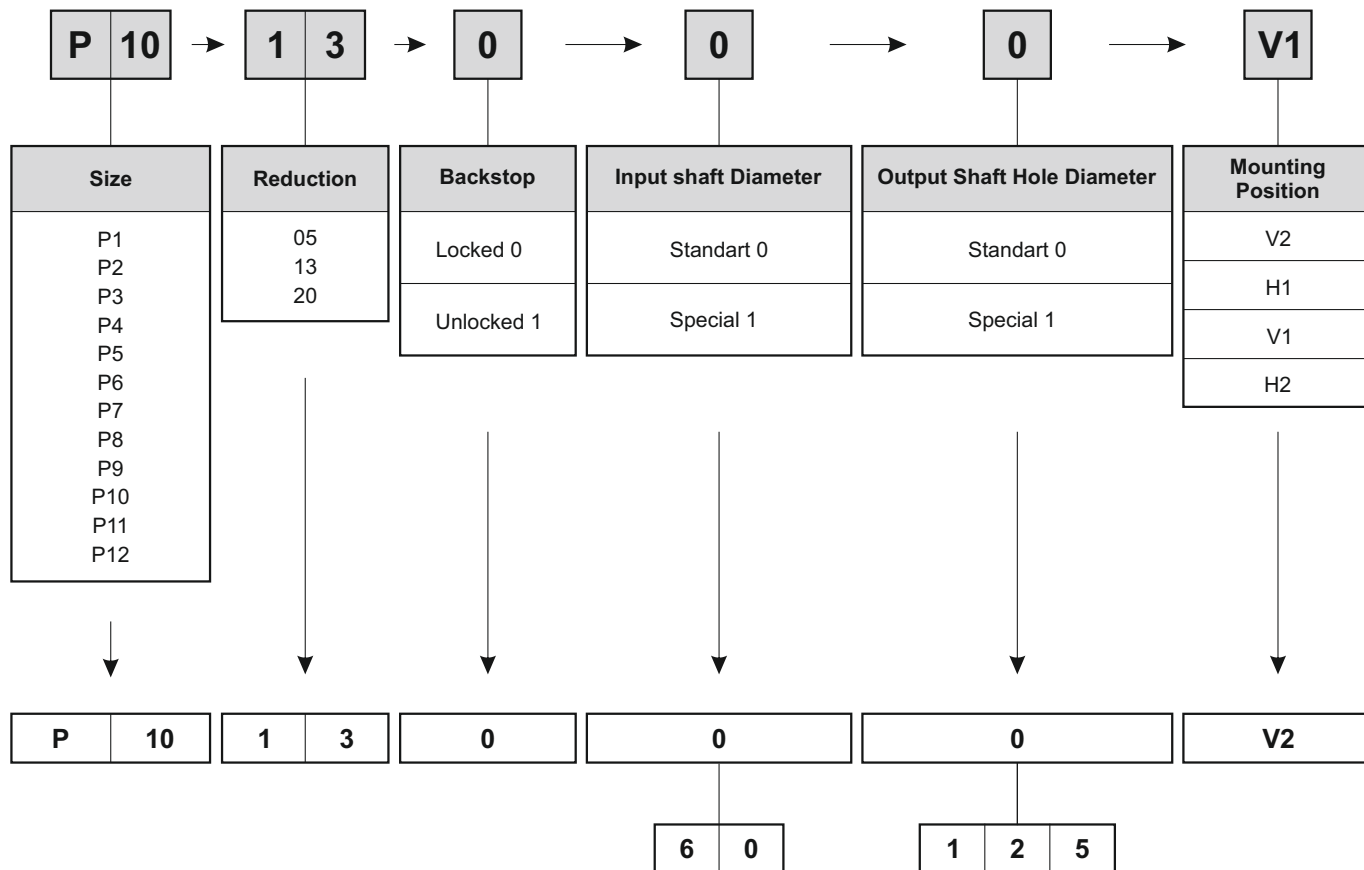 P 10 1 3 0 0 0 V1
Size
P1
P2
P3
P4
P5
P6
P7
P8
P9
P10
P11
P12
Reduction
05
13
20
Backstop
Locked 0
Unlocked 1
Input shaft Diameter
Standart 0
Special 1
Output Shaft Hole Diameter
Standart 0
Special 1
Mounting
Position
V2
H1
V1
H2
P 10 1 3 0 0 0 V2
6 0 1 2 5